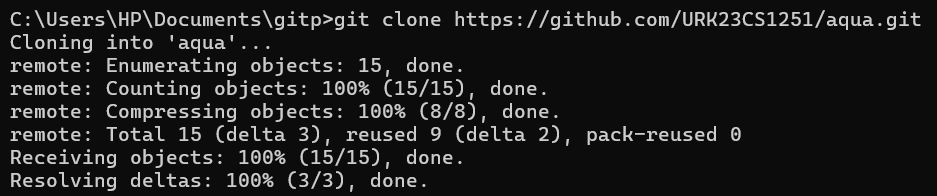 C:\Users\HP\Documents\gitp>git clone https://github.com/URK23CS1251/aqua.git
Cloning into 'aqua'...
remote: Enumerating objects: 15, done.
remote: Counting objects: 100% (15/15), done.
remote: Compressing objects: 100% (8/8), done.
remote: Total 15 (delta 3), reused 9 (delta 2), pack-reused 0
Receiving objects: 100% (15/15), done.
Resolving deltas: 100% (3/3), done.